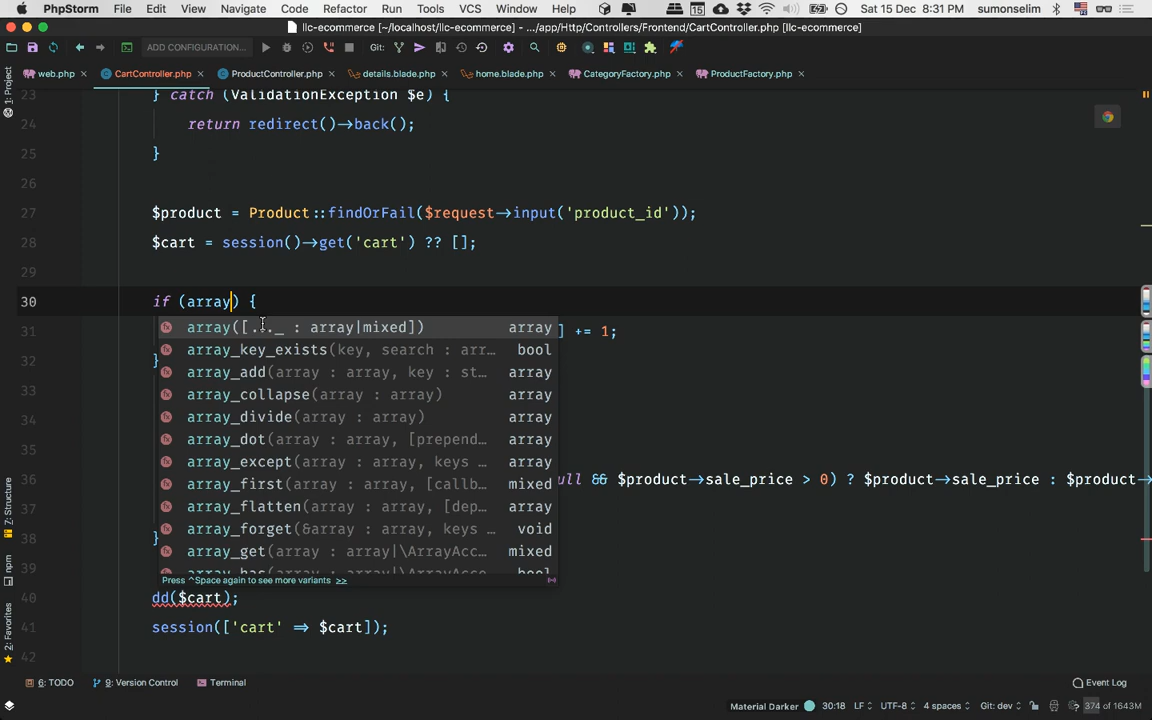 PhpStorm File Edit View Navigate Code Refactor Run Tools VCS Window Help 15 Sat 15 Dec 8:31 PM sumonselim
llc-ecommerce [~/localhost/llc-ecommerce] - .../app/Http/Controllers/Frontend/CartController.php [llc-ecommerce]
ADD CONFIGURATION... Git:
web.php CartController.php ProductController.php details.blade.php home.blade.php CategoryFactory.php ProductFactory.php
1: Project
23 } catch (ValidationException $e) {
24 return redirect()→back();
25 }
26
27 $product = Product::findOrFail($request→input('product_id'));
28 $cart = session()→get('cart') ?? [];
29
30 if (array) {
31 ] += 1;
array([..._ : array|mixed]) array
32 }
array_key_exists(key, search : arr... bool
array_add(array : array, key : st... array
33
array_collapse(array : array) array
34
array_divide(array : array) array
35
array_dot(array : array, [prepend... array
array_except(array : array, keys ... array
36 ull && $product→sale_price > 0) ? $product→sale_price : $product→
array_first(array : array, [callb... mixed
37
array_flatten(array : array, [dep... array
array_forget(&array : array, keys ... void
38 }
array_get(array : array|\ArrayAcc... mixed
39
array_has(array : array|\ArrayAcce... bool
Press ^Space again to see more variants >>
40 dd($cart);
41 session(['cart' ⇒ $cart]);
42
7: Structure
npm
2: Favorites
6: TODO 9: Version Control Terminal Event Log
Material Darker 30:18 LF UTF-8 4 spaces Git: dev 374 of 1643M